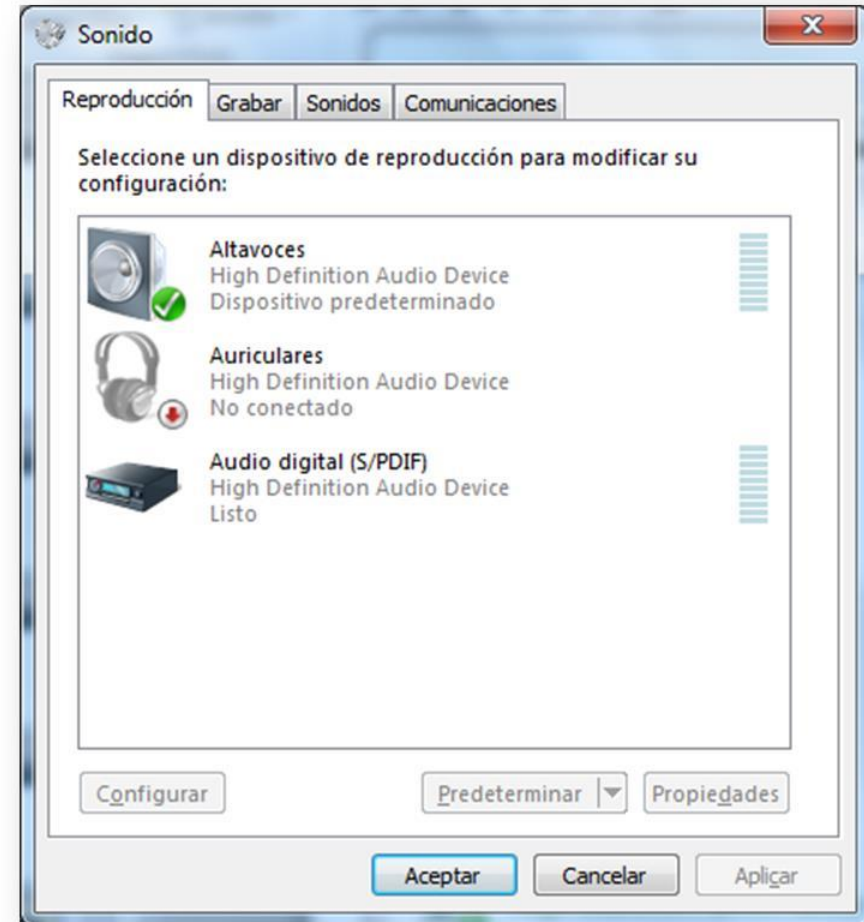 Sonido
Reproducción Grabar Sonidos Comunicaciones
Seleccione un dispositivo de reproducción para modificar su
configuración:
Altavoces
High Definition Audio Device
Dispositivo predeterminado
Auriculares
High Definition Audio Device
No conectado
Audio digital (S/PDIF)
High Definition Audio Device
Listo
Configurar Predeterminar Propiedades
Aceptar Cancelar Aplicar